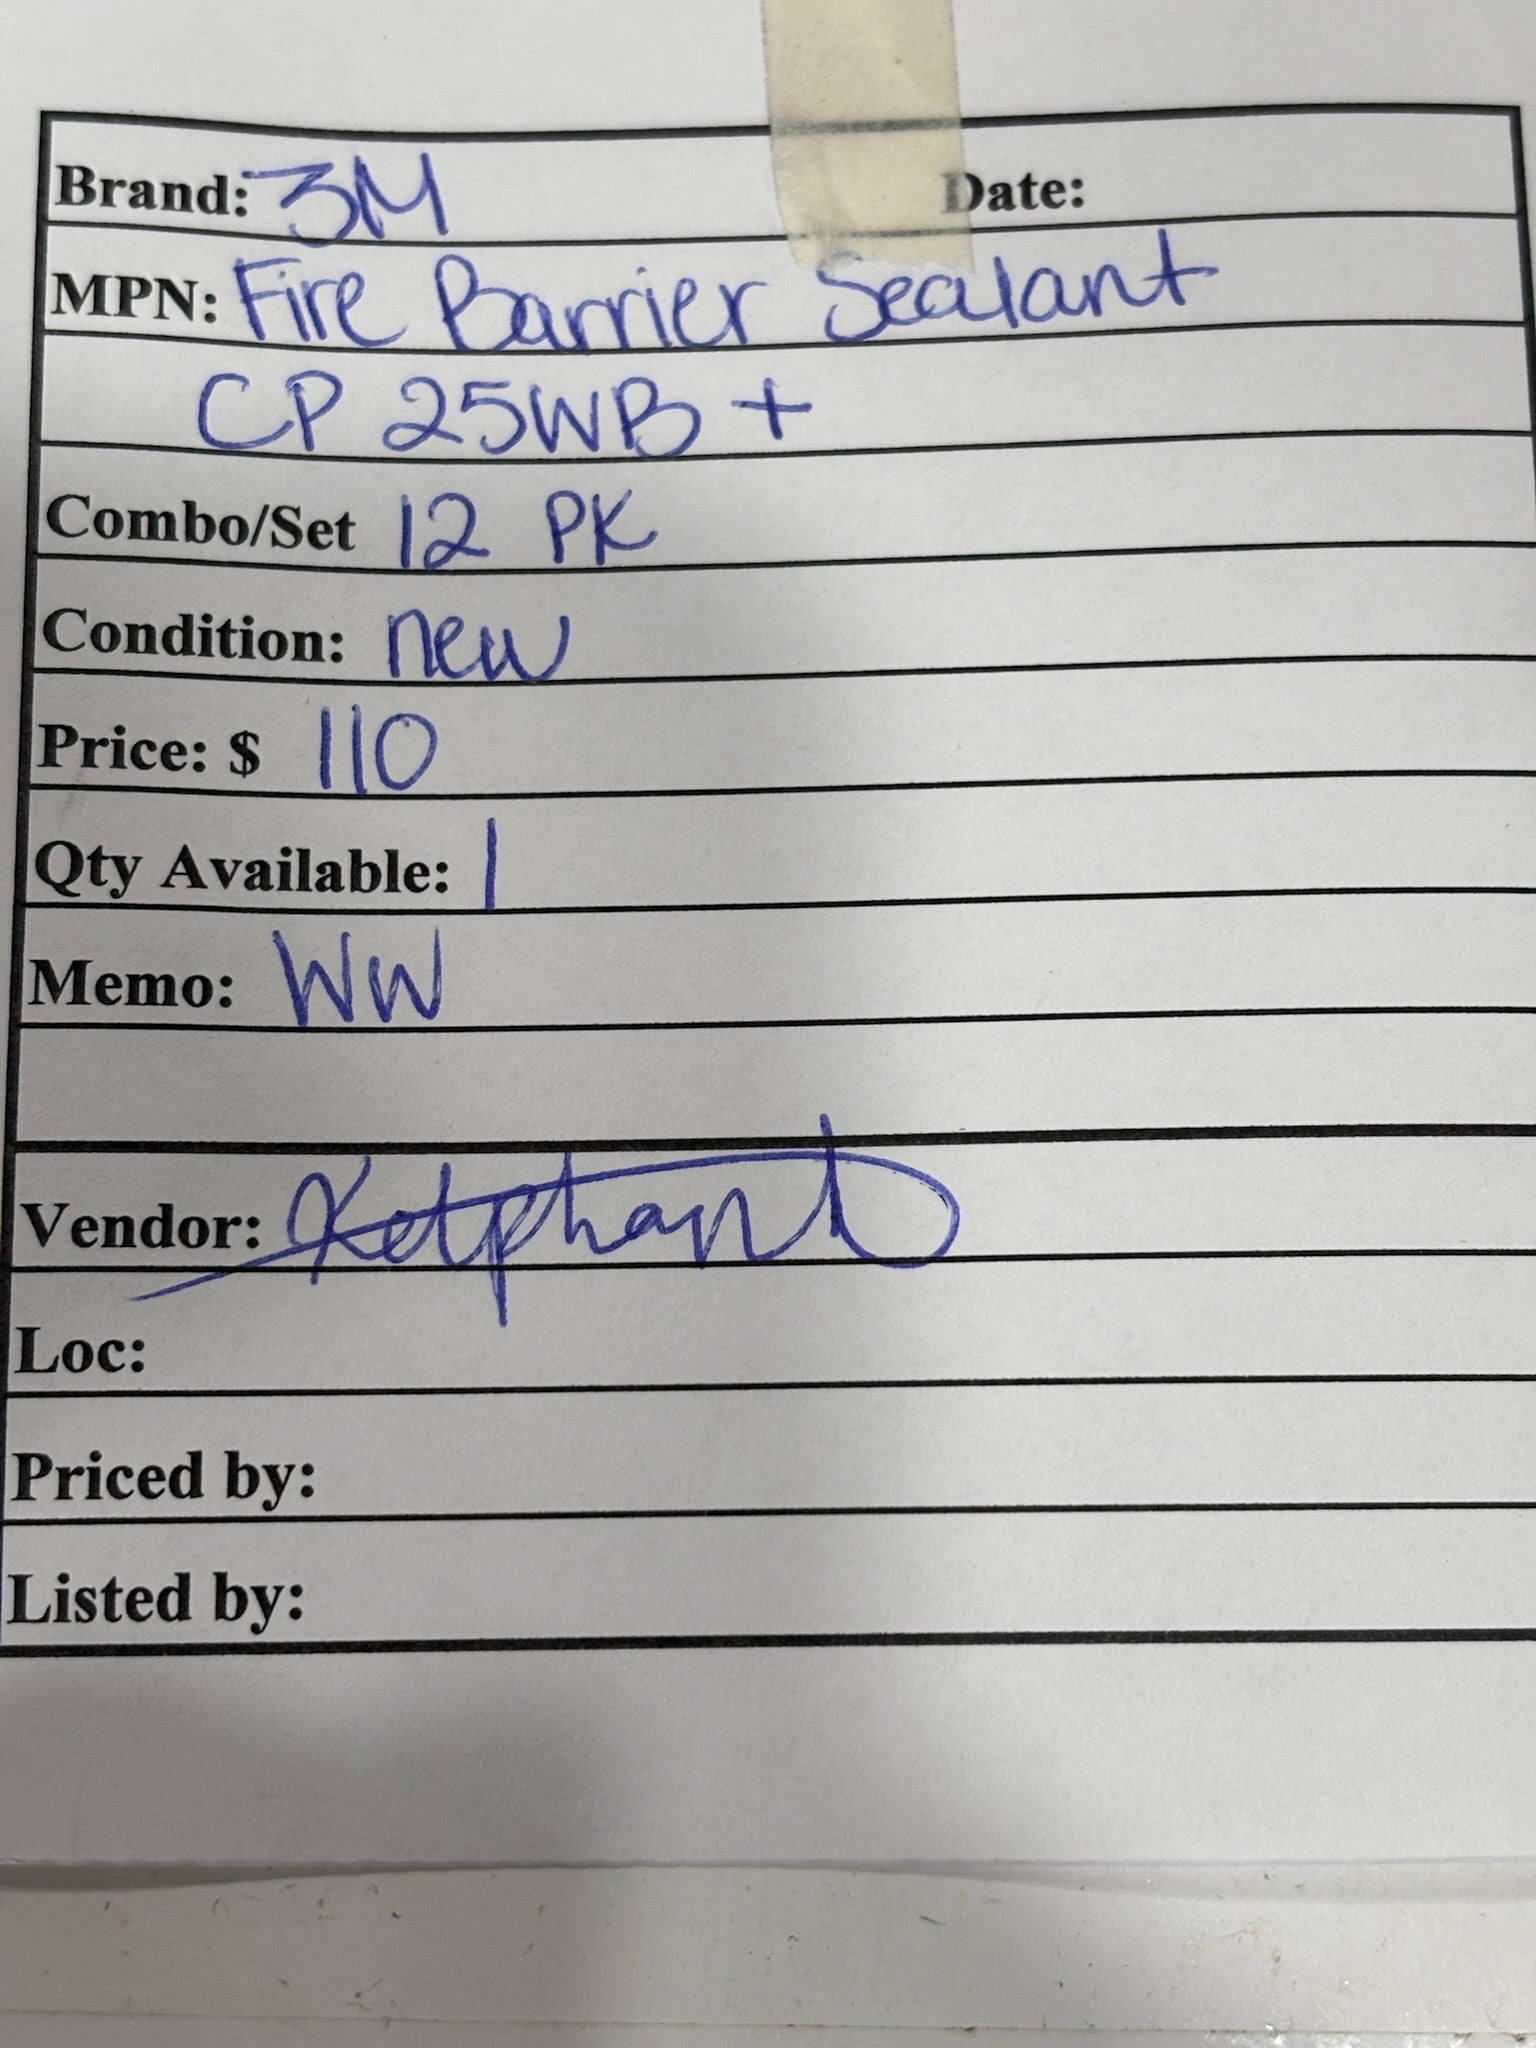 Brand: 3M Date:
MPN: Fire Barrier Sealant
CP 25WB +
Combo/Set 12 PK
Condition: new
Price: $ 110
Qty Available: 1
Memo: WW
Vendor:
Loc:
Priced by:
Listed by: